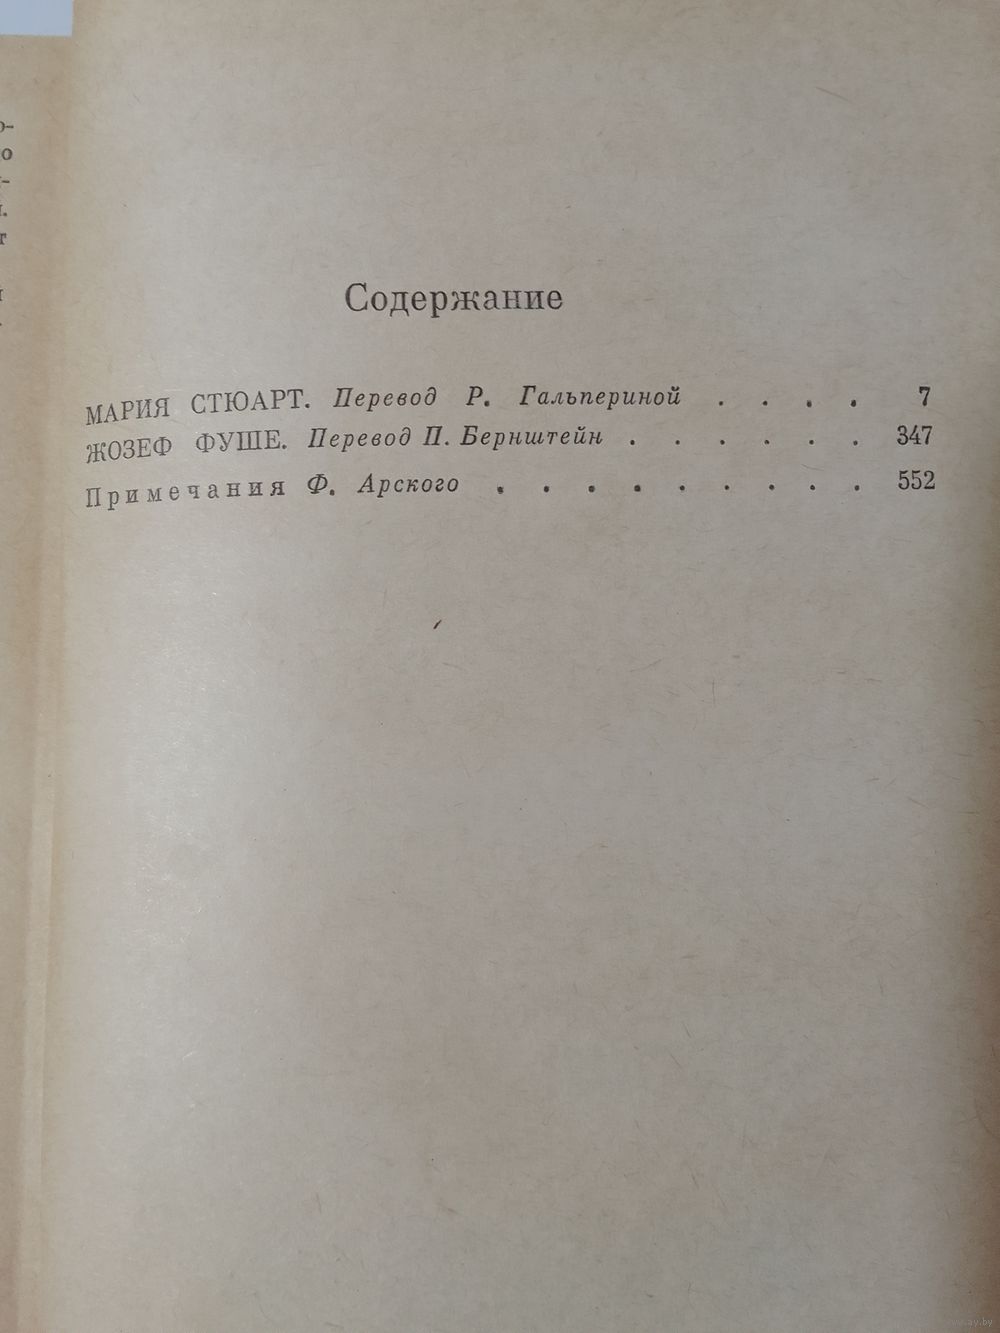 Содержание
МАРИЯ СТЮАРТ. Перевод Р. Гальпериной . . . . 7
ЖОЗЕФ ФУШЕ. Перевод П. Бернштейн . . . . . . 347
Примечания Ф. Арского . . . . . . . . . 552